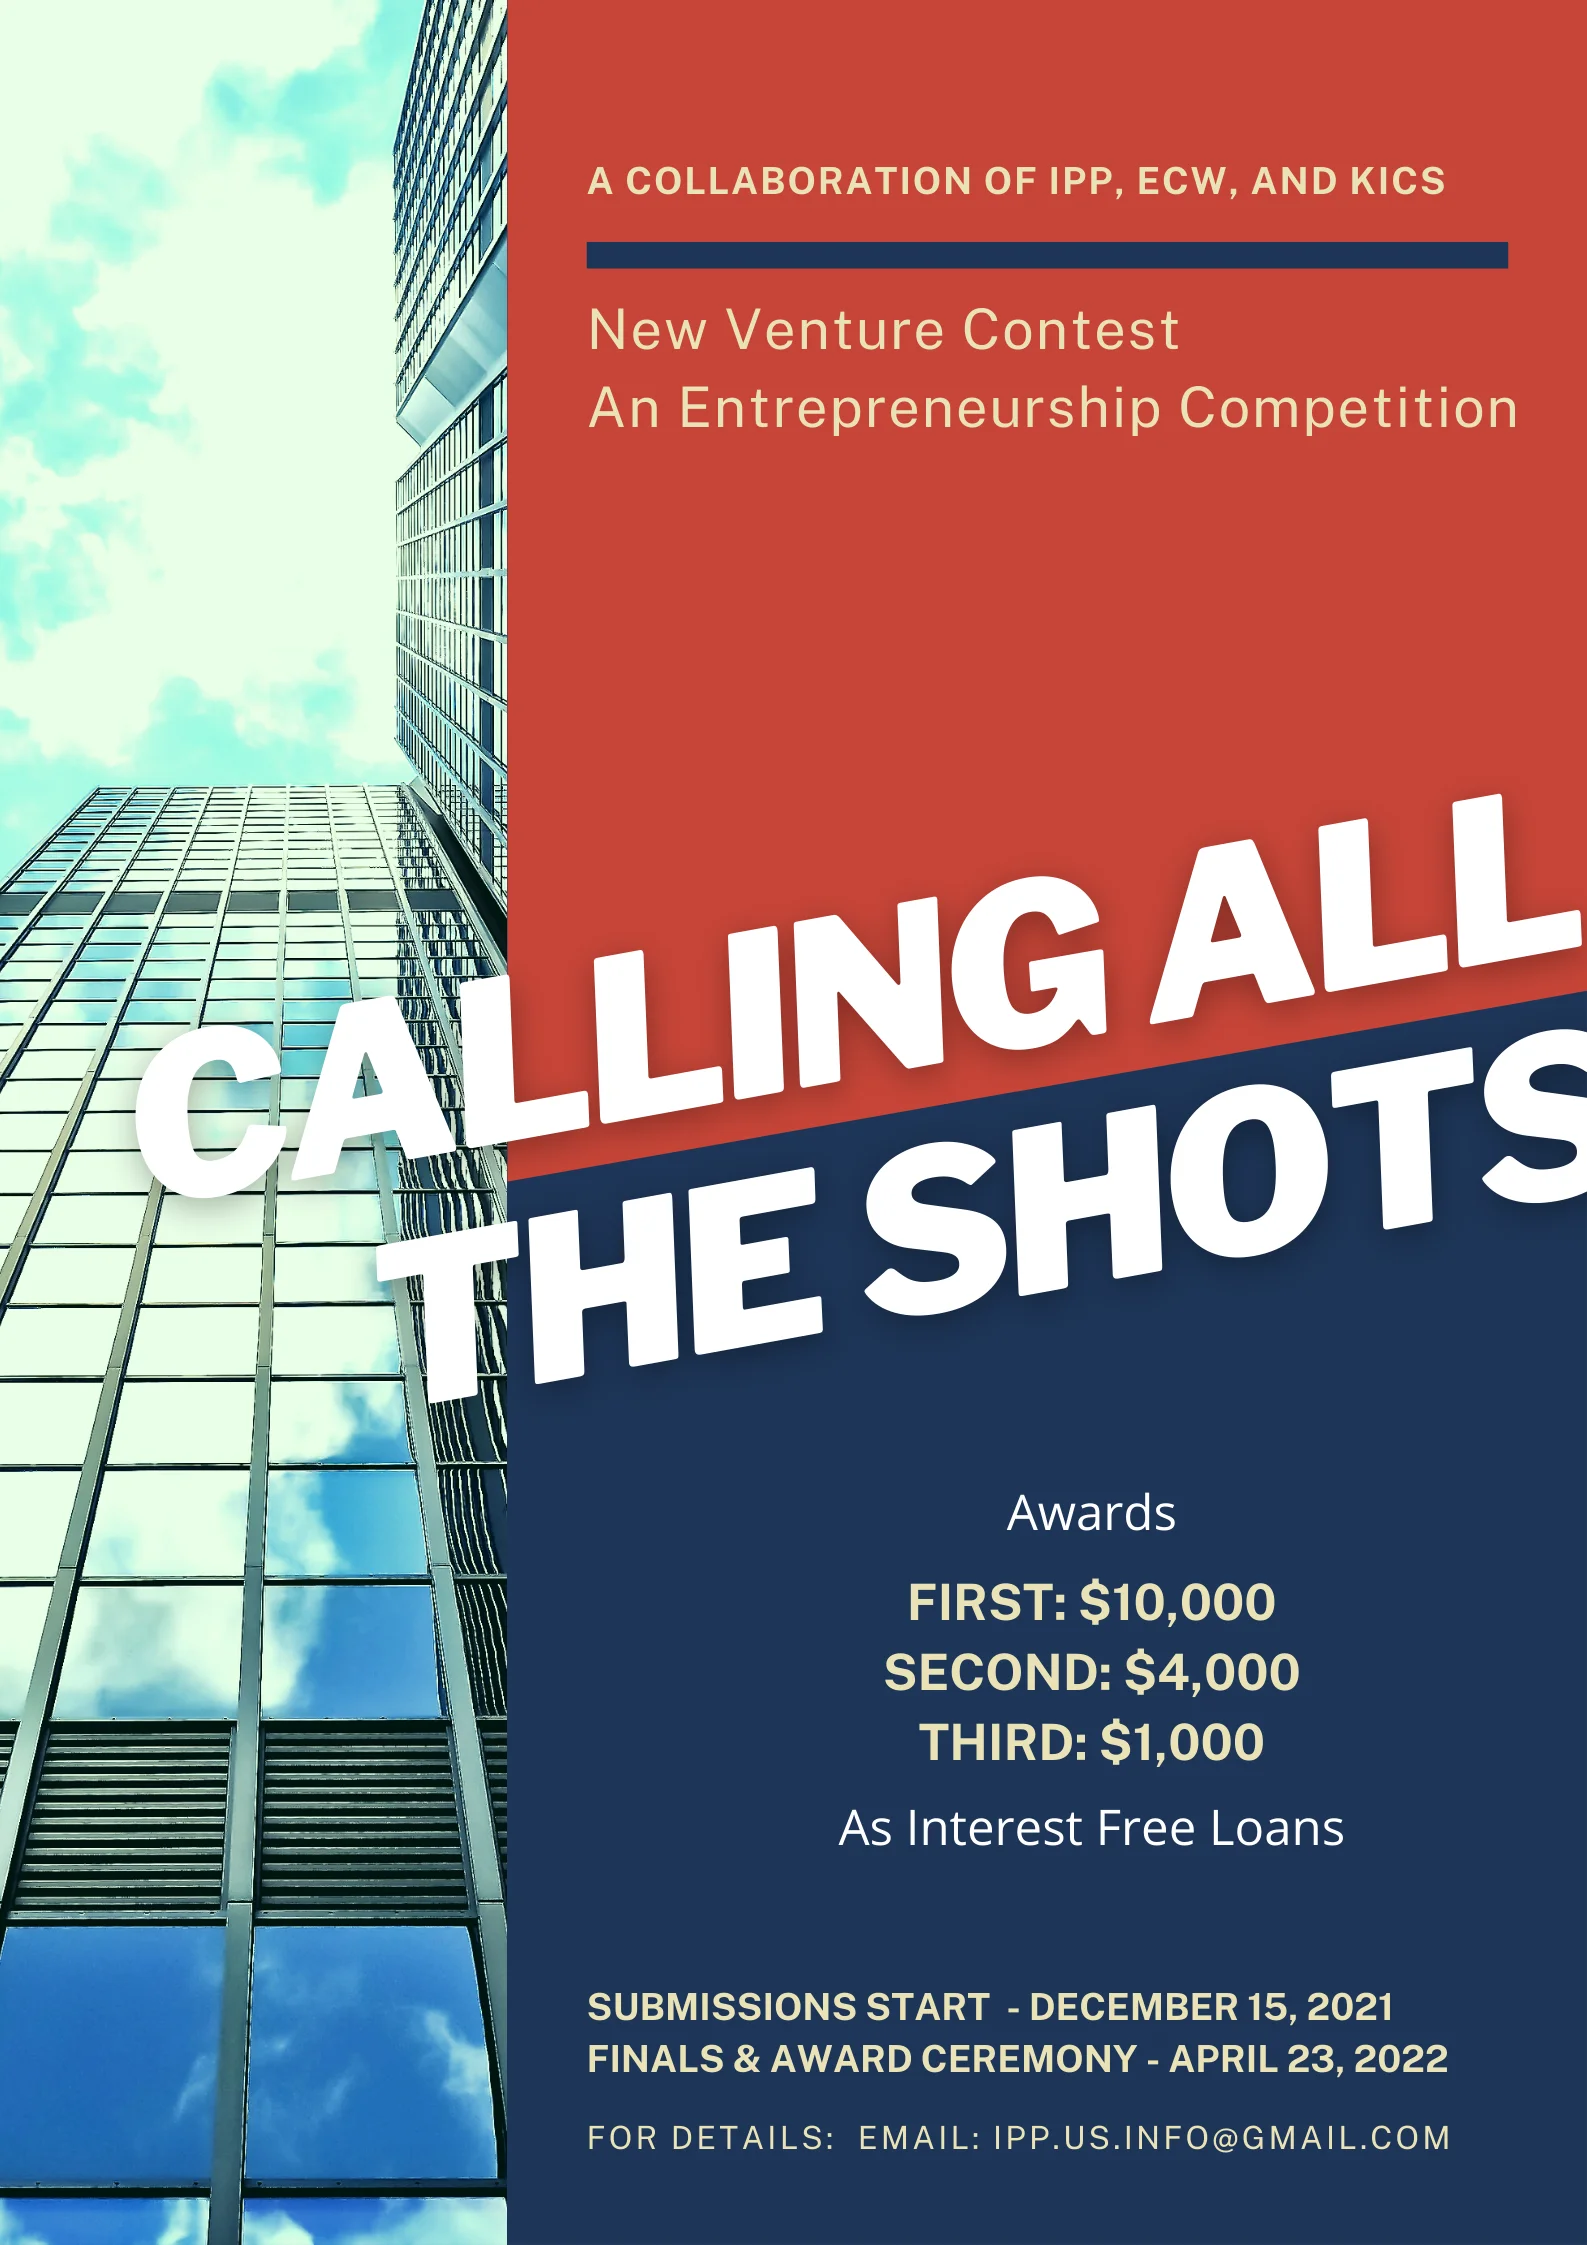 A COLLABORATION OF IPP, ECW, AND KICS
New Venture Contest
An Entrepreneurship Competition
CALLING ALL
THE SHOTS
Awards
FIRST: $10,000
SECOND: $4,000
THIRD: $1,000
As Interest Free Loans
SUBMISSIONS START - DECEMBER 15, 2021
FINALS & AWARD CEREMONY - APRIL 23, 2022
FOR DETAILS: EMAIL: IPP.US.INFO@GMAIL.COM